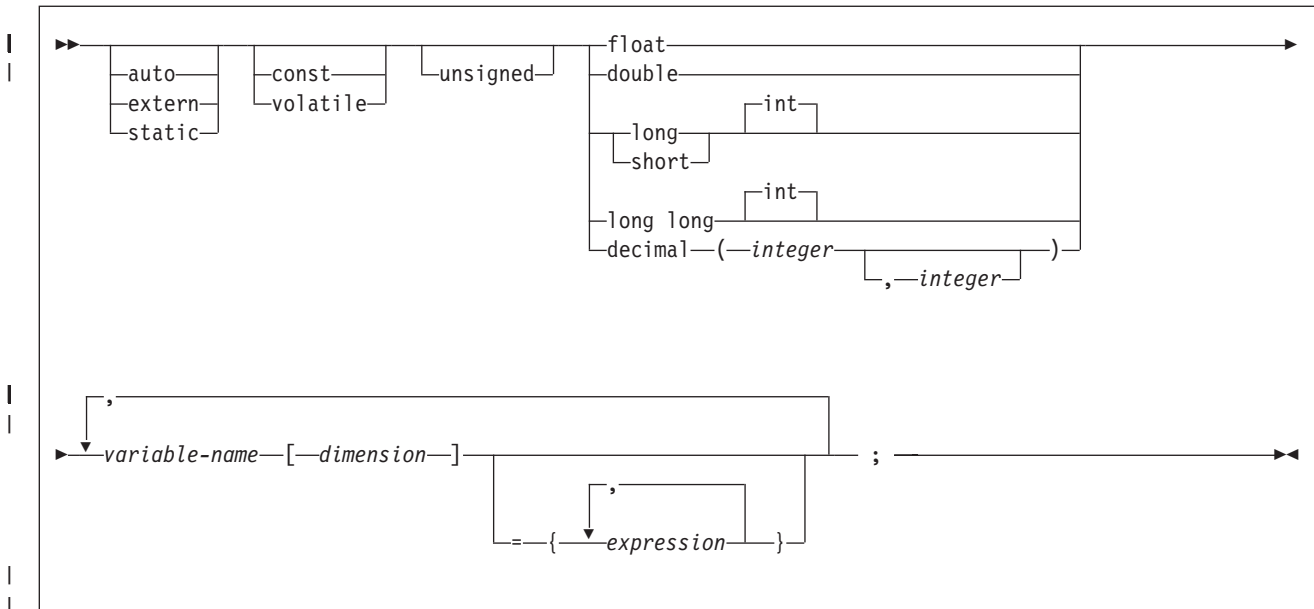 float
auto const unsigned double
extern volatile int
static long
short
int
long long
decimal ( integer )
, integer
,
variable-name [ dimension ] ;
,
= { expression }